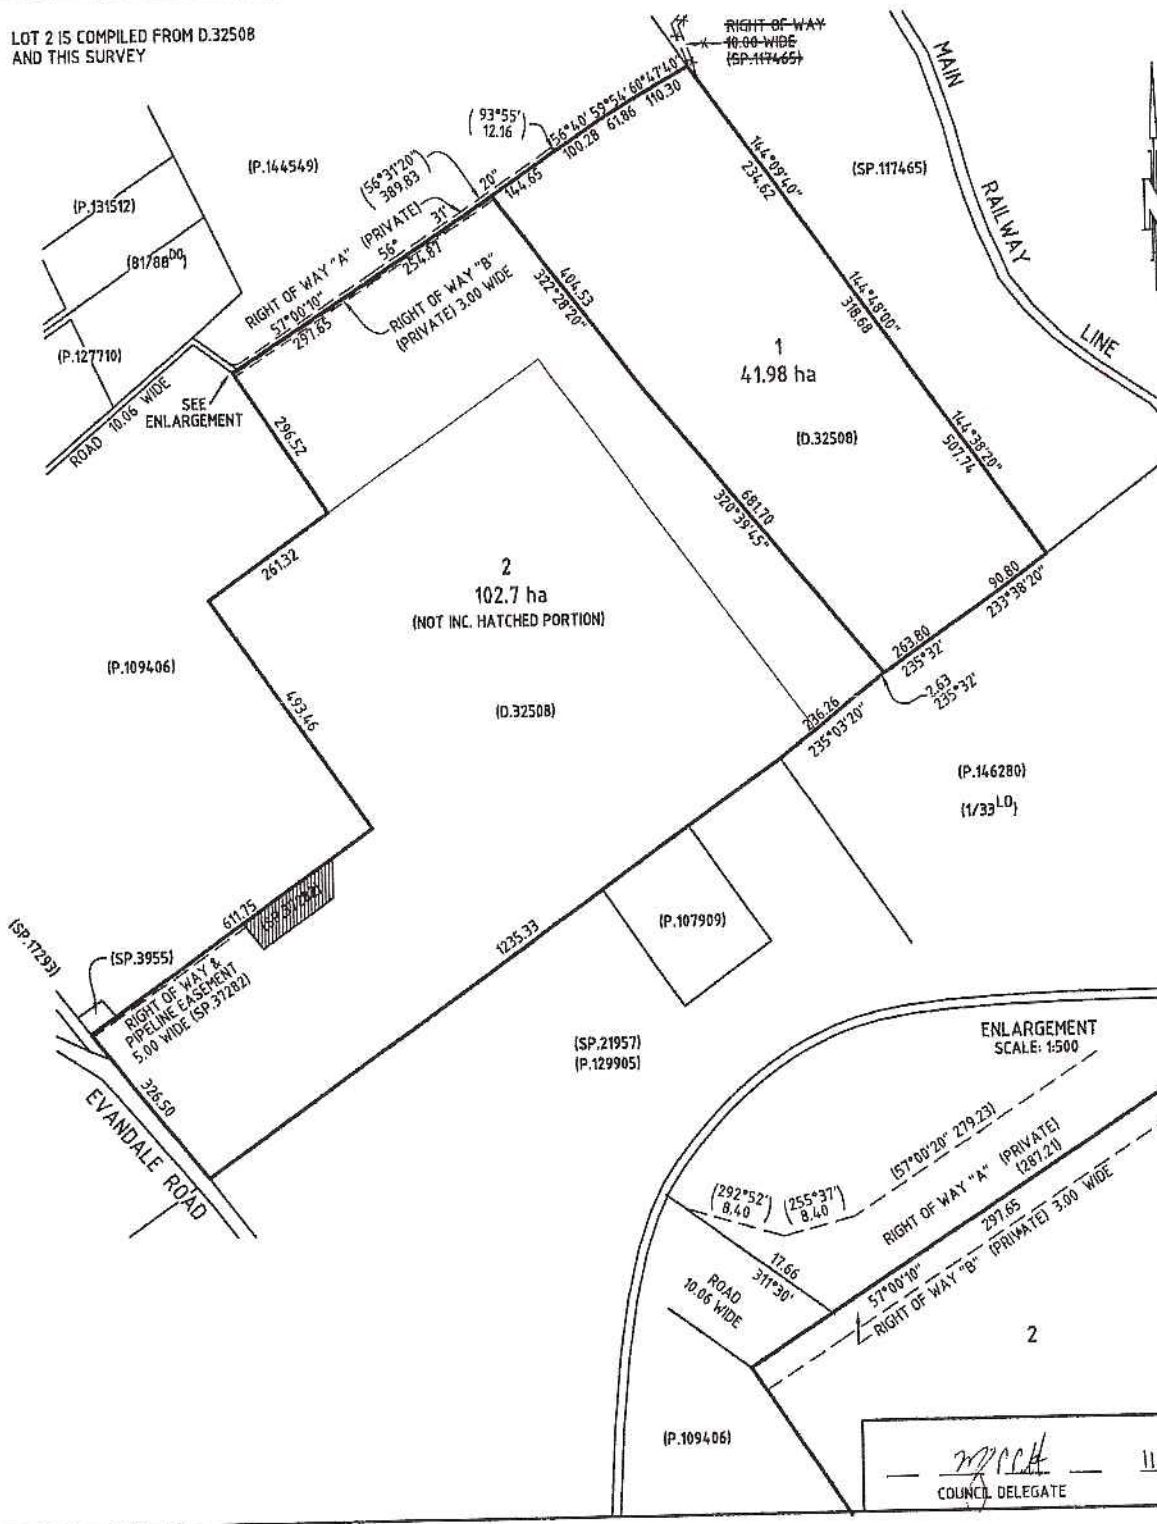 LOT 2 IS COMPILED FROM D.32508
AND THIS SURVEY
RIGHT OF WAY
10.00 WIDE
(SP.117465)
MAIN
RAILWAY
LINE
(SP.117465)
(P.144549)
(P.131512)
(81/88DO)
(P.127710)
(93°55')
12.16
(56°31'20")
389.83
56°40' 59°54' 60°47'40"
100.28 61.86 110.30
20"
144.65
31'
56°
254.87
RIGHT OF WAY "A" (PRIVATE)
57°00'10"
297.65
RIGHT OF WAY "B"
(PRIVATE) 3.00 WIDE
144°09'40"
234.62
144°48'00"
318.68
144°38'20"
507.74
404.53
322°28'20"
681.70
320°39'45"
1
41.98 ha
(D.32508)
SEE
ENLARGEMENT
ROAD 10.06 WIDE
296.52
261.32
2
102.7 ha
(NOT INC. HATCHED PORTION)
(D.32508)
(P.109406)
493.46
90.80
233°38'20"
263.80
235°32'
2.63
235°32'
236.26
235°03'20"
(P.146280)
(1/33LO)
(P.107909)
611.75
1235.33
(SP.17293)
(SP.3955)
RIGHT OF WAY &
PIPELINE EASEMENT
5.00 WIDE (SP.37282)
326.50
EVANDALE ROAD
(SP.21957)
(P.129905)
ENLARGEMENT
SCALE: 1:500
(57°00'20" 279.23)
(292°52')
8.40
(255°37')
8.40
RIGHT OF WAY "A" (PRIVATE)
(287.21)
297.65
57°00'10"
RIGHT OF WAY "B" (PRIVATE) 3.00 WIDE
17.66
311°30'
ROAD
10.06 WIDE
2
(P.109406)
COUNCIL DELEGATE
11